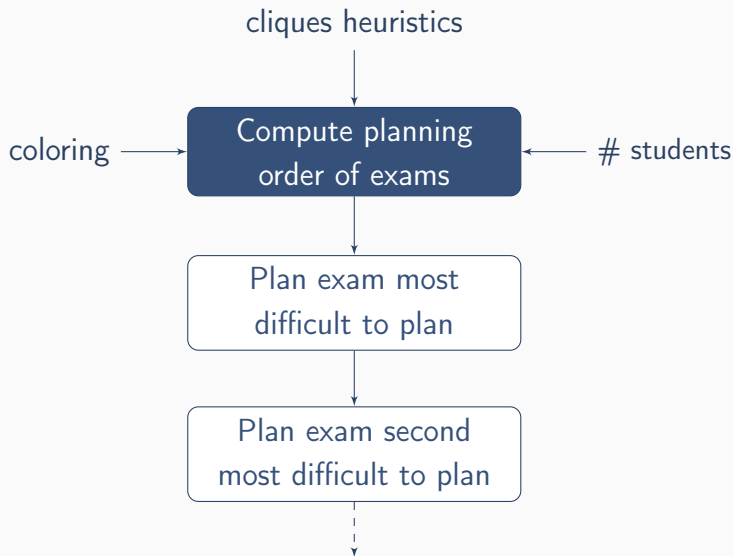 cliques heuristics
coloring
Compute planning
order of exams
# students
Plan exam most
difficult to plan
Plan exam second
most difficult to plan